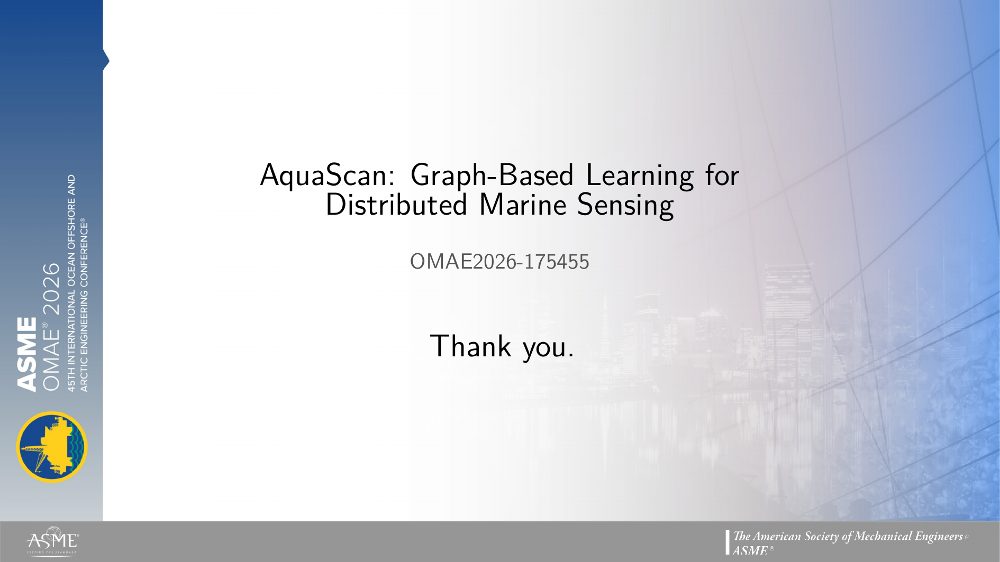 AquaScan: Graph-Based Learning for
Distributed Marine Sensing
OMAE2026-175455
Thank you.
ASME
OMAE® 2026
45TH INTERNATIONAL OCEAN OFFSHORE AND
ARCTIC ENGINEERING CONFERENCE®
ASME®
SETTING THE STANDARD
The American Society of Mechanical Engineers®
ASME®